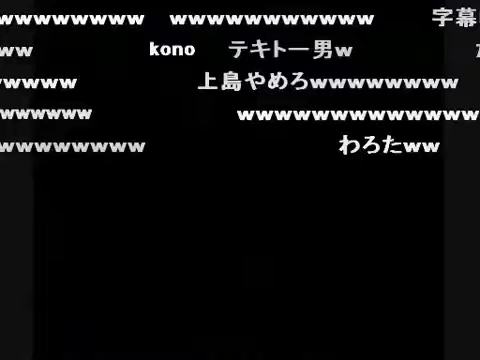 wwwwwwwww wwwwwwwwwwww 字幕
ww kono テキトー男w
wwwww 上島やめろwwwwwwwww
wwwwww wwwwwwwwwwwww
wwwwwwwww わろたww